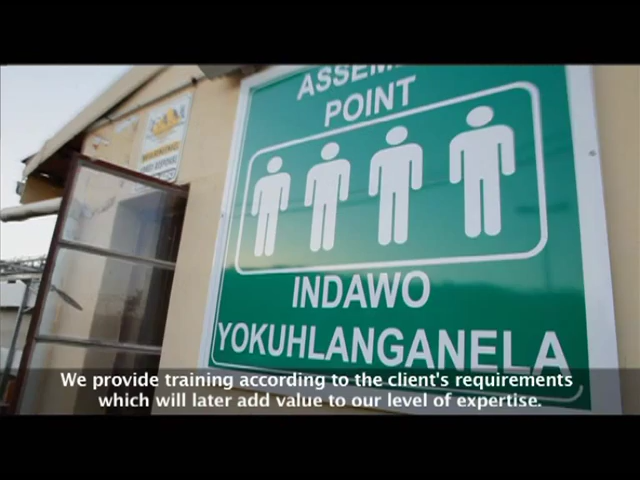 ASSEM
POINT
INDAWO
YOKUHLANGANELA
We provide training according to the client's requirements
which will later add value to our level of expertise.